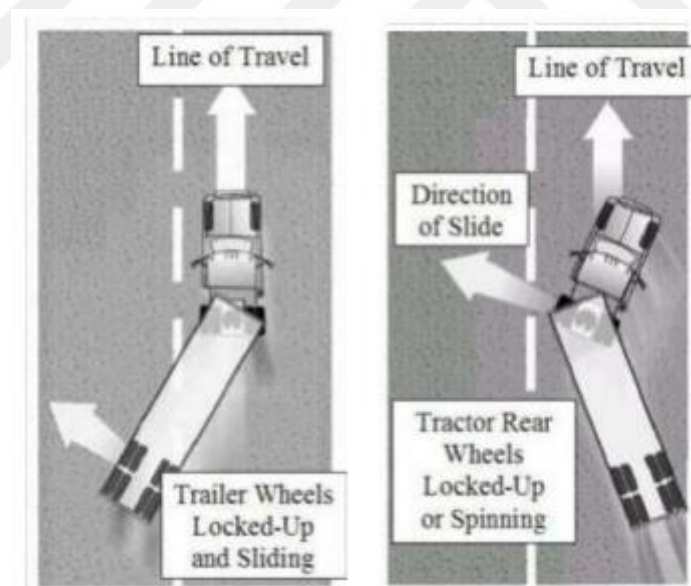 Line of Travel
Trailer Wheels
Locked-Up
and Sliding
Line of Travel
Direction
of Slide
Tractor Rear
Wheels
Locked-Up
or Spinning